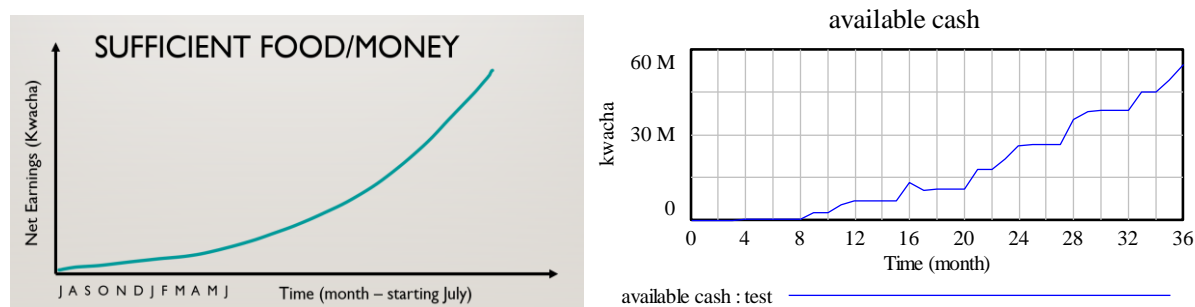 SUFFICIENT FOOD/MONEY
Net Earnings (Kwacha)
J A S O N D J F M A M J
Time (month – starting July)
available cash
60 M
30 M
0
kwacha
0 4 8 12 16 20 24 28 32 36
Time (month)
available cash : test